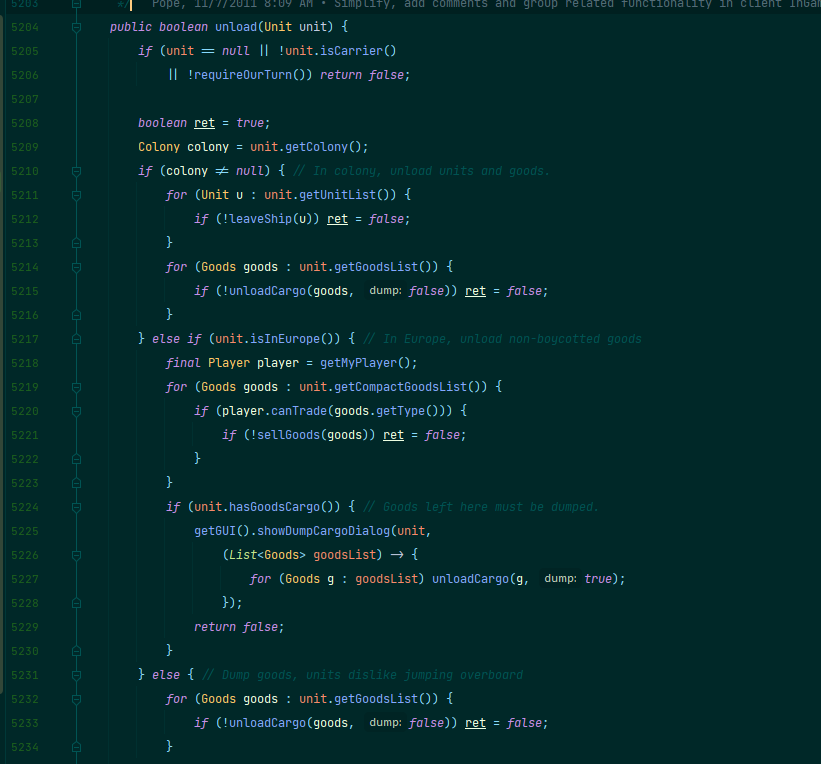 5203 */ Pope, 11/7/2011 8:09 AM • Simplify, add comments and group related functionality in client InGam
5204 public boolean unload(Unit unit) {
5205 if (unit == null || !unit.isCarrier()
5206 || !requireOurTurn()) return false;
5207
5208 boolean ret = true;
5209 Colony colony = unit.getColony();
5210 if (colony != null) { // In colony, unload units and goods.
5211 for (Unit u : unit.getUnitList()) {
5212 if (!leaveShip(u)) ret = false;
5213 }
5214 for (Goods goods : unit.getGoodsList()) {
5215 if (!unloadCargo(goods, dump: false)) ret = false;
5216 }
5217 } else if (unit.isInEurope()) { // In Europe, unload non-boycotted goods
5218 final Player player = getMyPlayer();
5219 for (Goods goods : unit.getCompactGoodsList()) {
5220 if (player.canTrade(goods.getType())) {
5221 if (!sellGoods(goods)) ret = false;
5222 }
5223 }
5224 if (unit.hasGoodsCargo()) { // Goods left here must be dumped.
5225 getGUI().showDumpCargoDialog(unit,
5226 (List<Goods> goodsList) -> {
5227 for (Goods g : goodsList) unloadCargo(g, dump: true);
5228 });
5229 return false;
5230 }
5231 } else { // Dump goods, units dislike jumping overboard
5232 for (Goods goods : unit.getGoodsList()) {
5233 if (!unloadCargo(goods, dump: false)) ret = false;
5234 }